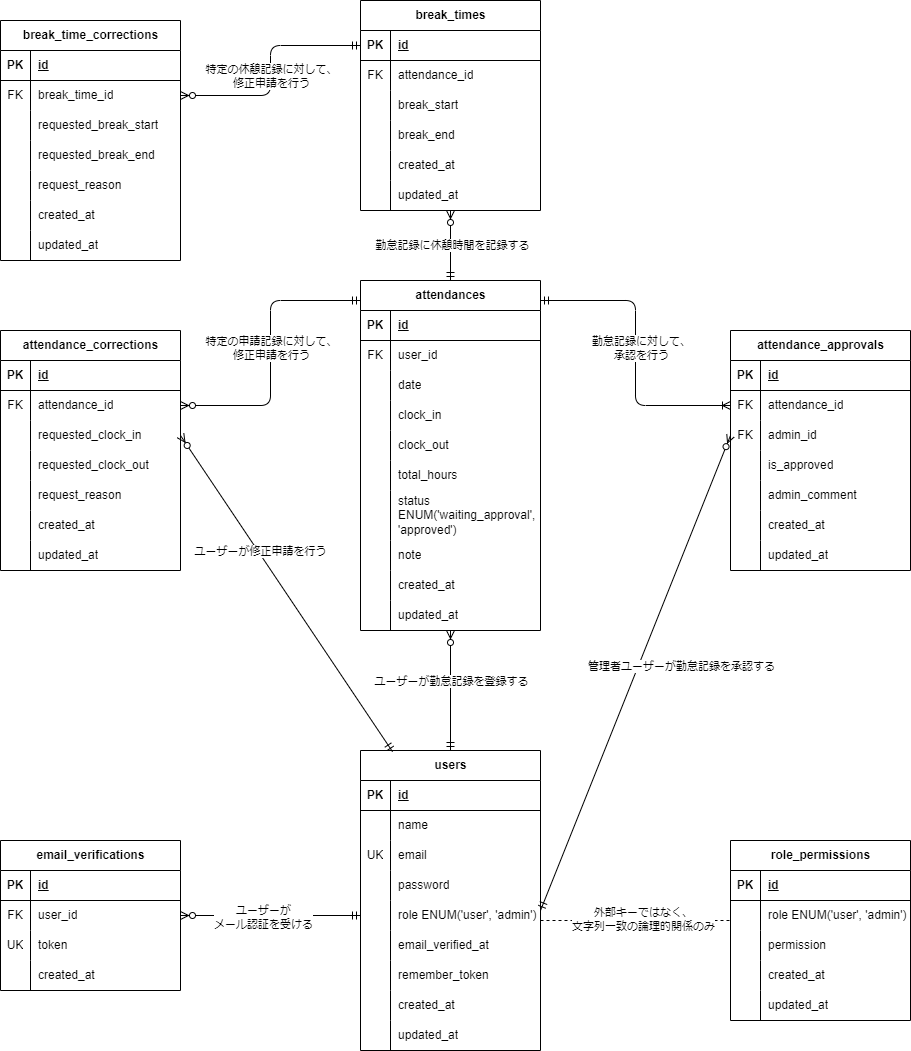 break_time_corrections
PK id
FK break_time_id
requested_break_start
requested_break_end
request_reason
created_at
updated_at
特定の休憩記録に対して、
修正申請を行う
break_times
PK id
FK attendance_id
break_start
break_end
created_at
updated_at
勤怠記録に休憩時間を記録する
attendance_corrections
PK id
FK attendance_id
requested_clock_in
requested_clock_out
request_reason
created_at
updated_at
特定の申請記録に対して、
修正申請を行う
attendances
PK id
FK user_id
date
clock_in
clock_out
total_hours
status
ENUM('waiting_approval',
'approved')
note
created_at
updated_at
勤怠記録に対して、
承認を行う
attendance_approvals
PK id
FK attendance_id
FK admin_id
is_approved
admin_comment
created_at
updated_at
ユーザーが修正申請を行う
ユーザーが勤怠記録を登録する
管理者ユーザーが勤怠記録を承認する
email_verifications
PK id
FK user_id
UK token
created_at
ユーザーが
メール認証を受ける
users
PK id
name
UK email
password
role ENUM('user', 'admin')
email_verified_at
remember_token
created_at
updated_at
外部キーではなく、
文字列一致の論理的関係のみ
role_permissions
PK id
role ENUM('user', 'admin')
permission
created_at
updated_at